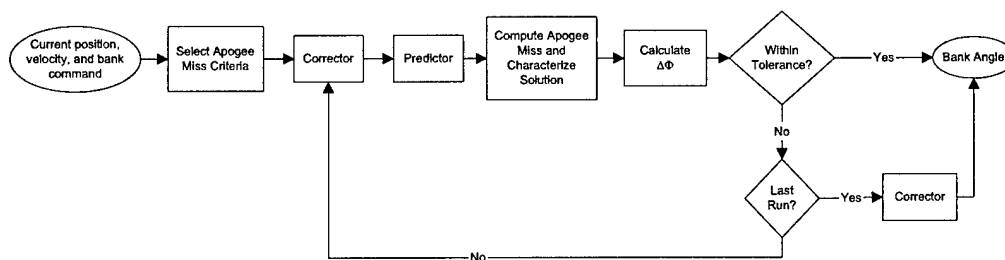 Current position,
velocity, and bank
command
Select Apogee
Miss Criteria
Corrector
Predictor
Compute Apogee
Miss and
Characterize
Solution
Calculate
ΔΦ
Within
Tolerance?
Yes
Bank Angle
No
Last
Run?
Yes
Corrector
No